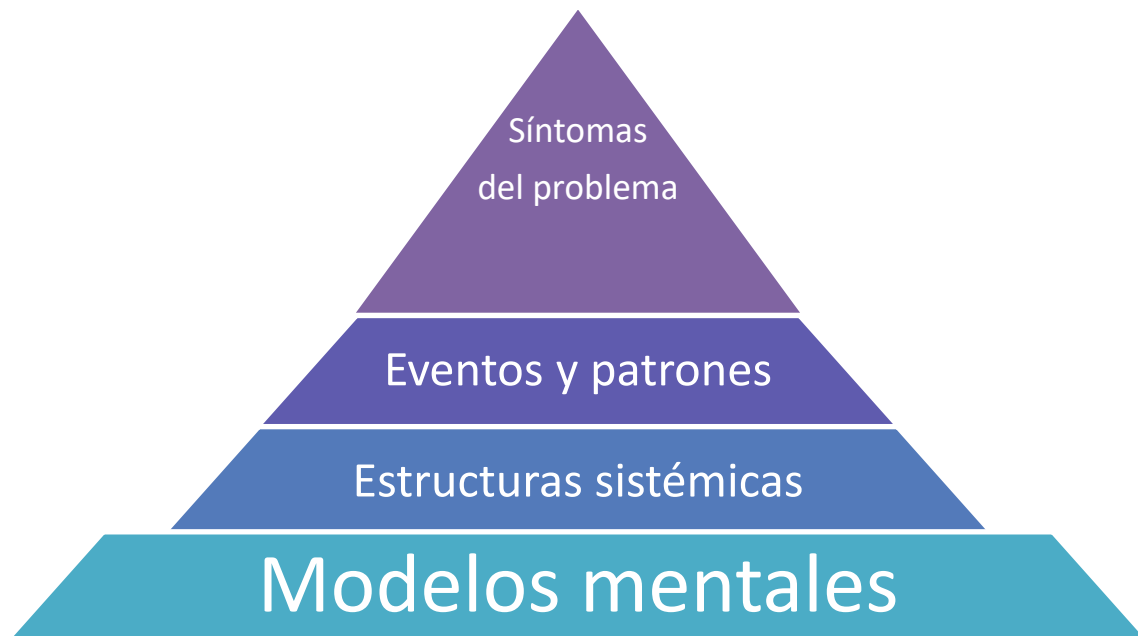 Síntomas
del problema
Eventos y patrones
Estructuras sistémicas
Modelos mentales